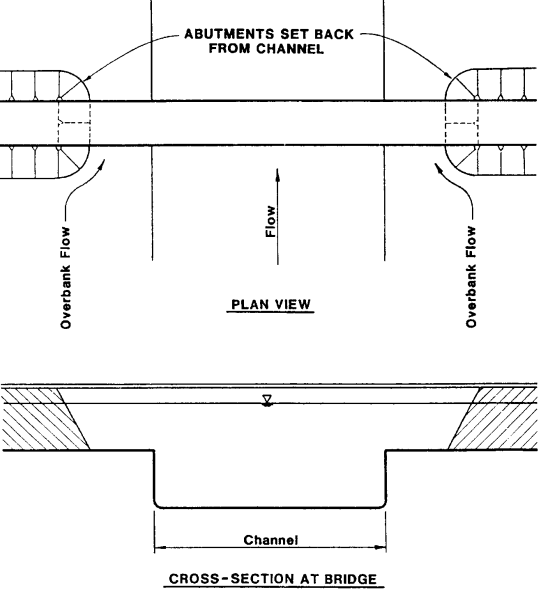 ABUTMENTS SET BACK
FROM CHANNEL
Overbank Flow
Flow
Overbank Flow
PLAN VIEW
Channel
CROSS-SECTION AT BRIDGE